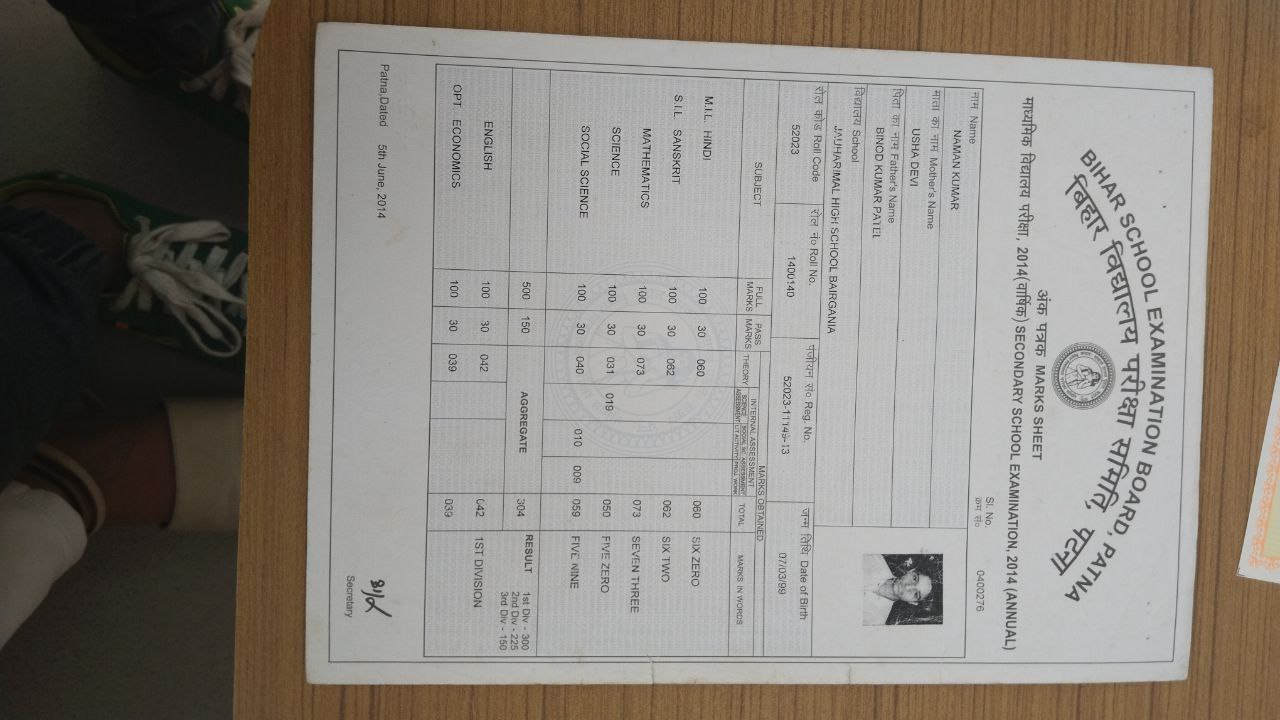 BIHAR SCHOOL EXAMINATION BOARD, PATNA
बिहार विद्यालय परीक्षा समिति, पटना
अंक पत्रक MARKS SHEET
माध्यमिक विद्यालय परीक्षा, 2014(वार्षिक) SECONDARY SCHOOL EXAMINATION, 2014 (ANNUAL)
Sl. No.
क्रम सं० 0400276
नाम Name
NAMAN KUMAR
माता का नाम Mother's Name
USHA DEVI
पिता का नाम Father's Name
BINOD KUMAR PATEL
विद्यालय School
JAUHARIMAL HIGH SCHOOL BAIRGANIA
रोल कोड Roll Code रोल नं० Roll No. पंजीयन सं० Reg. No. जन्म तिथि Date of Birth
52023 1400140 52023-11149-13 07/03/99
MARKS OBTAINED
SUBJECT FULL MARKS PASS MARKS THEORY INTERNAL ASSESSMENT TOTAL MARKS IN WORDS
SCIENCE ASSESSMENT SOCIAL SC. ASSESSMENT
LIT ACTIVITY PROJ. WORK
M.I.L. HINDI 100 30 060 060 SIX ZERO
S.I.L. SANSKRIT 100 30 062 062 SIX TWO
MATHEMATICS 100 30 073 073 SEVEN THREE
SCIENCE 100 30 031 019 050 FIVE ZERO
SOCIAL SCIENCE 100 30 040 010 009 059 FIVE NINE
500 150 AGGREGATE 304 RESULT 1st Div - 300
2nd Div - 225
3rd Div - 150
ENGLISH 100 30 042 042 1ST DIVISION
OPT. ECONOMICS 100 30 039 039
Patna,Dated 5th June, 2014
Secretary